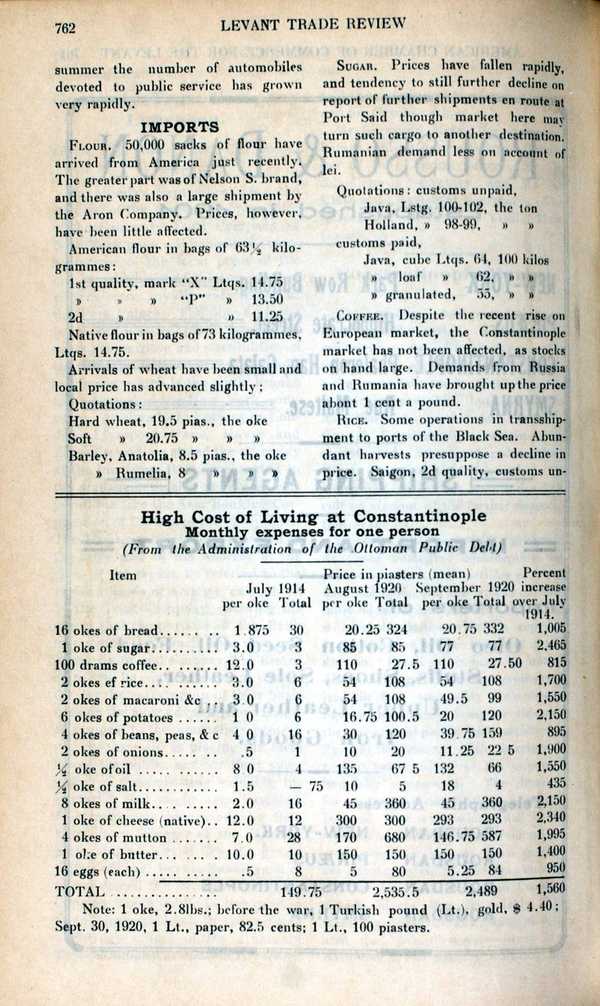 762
LEVANT TRADE REVIEW
summer the number of automobiles
devoted to public service has grown
very rapidly.
IMPORTS
FLOUR. 50,000 sacks of flour have
arrived from America just recently.
The greater part was of Nelson S. brand,
and there was also a large shipment by
the Aron Company. Prices, however,
have been little affected.
American flour in bags of 63½ kilo-
grammes:
1st quality, mark "X" Ltqs. 14.75
» » » "P" » 13.50
2d » » 11.25
Native flour in bags of 73 kilogrammes,
Ltqs. 14.75.
Arrivals of wheat have been small and
local price has advanced slightly;
Quotations:
Hard wheat, 19.5 pias., the oke
Soft » 20.75 » » »
Barley, Anatolia, 8.5 pias., the oke
» Rumelia, 8 » » »
SUGAR. Prices have fallen rapidly,
and tendency to still further decline on
report of further shipments en route at
Port Said though market here may
turn such cargo to another destination.
Rumanian demand less on account of
lei.
Quotations: customs unpaid,
Java, Lstg. 100-102, the ton
Holland, » 98-99, » »
customs paid,
Java, cube Ltqs. 64, 100 kilos
» loaf » 62, » »
» granulated, 55, » »
COFFEE. Despite the recent rise on
European market, the Constantinople
market has not been affected, as stocks
on hand large. Demands from Russia
and Rumania have brought up the price
about 1 cent a pound.
RICE. Some operations in transship-
ment to ports of the Black Sea. Abun-
dant harvests presuppose a decline in
price. Saigon, 2d quality, customs un-
High Cost of Living at Constantinople
Monthly expenses for one person
(From the Administration of the Ottoman Public Debt)
Item Price in piasters (mean) Percent
July 1914 August 1920 September 1920 increase
per oke Total per oke Total per oke Total over July
1914.
16 okes of bread...... .. 1.875 30 20.25 324 20.75 332 1,005
1 oke of sugar........... 3.0 3 85 85 77 77 2,465
100 drams coffee.. ....... 12.0 3 110 27.5 110 27.50 815
2 okes ef rice.... ....... 3.0 6 54 108 54 108 1,700
2 okes of macaroni &c ... 3.0 6 54 108 49.5 99 1,550
6 okes of potatoes ...... 1 0 6 16.75 100.5 20 120 2,150
4 okes of beans, peas, & c 4 0 16 30 120 39 75 159 895
2 okes of onions..... .. .5 1 10 20 11.25 22 5 1,900
½ oke of oil ..... ...... 8 0 4 135 67 5 132 66 1,550
½ oke of salt............ 1.5 — 75 10 5 18 4 435
8 okes of milk.. . ...... 2.0 16 45 360 45 360 2,150
1 oke of cheese (native).. 12.0 12 300 300 293 293 2,340
4 okes of mutton ....... 7.0 28 170 680 146.75 587 1,995
1 oke of butter... ... . 10.0 10 150 150 150 150 1,400
16 eggs (each) ........... .5 8 5 80 5.25 84 950
TOTAL .............. 149.75 2,535.5 2,489 1,560
Note: 1 oke, 2.8lbs.; before the war, 1 Turkish pound (Lt.), gold, $ 4.40;
Sept. 30, 1920, 1 Lt., paper, 82.5 cents; 1 Lt., 100 piasters.